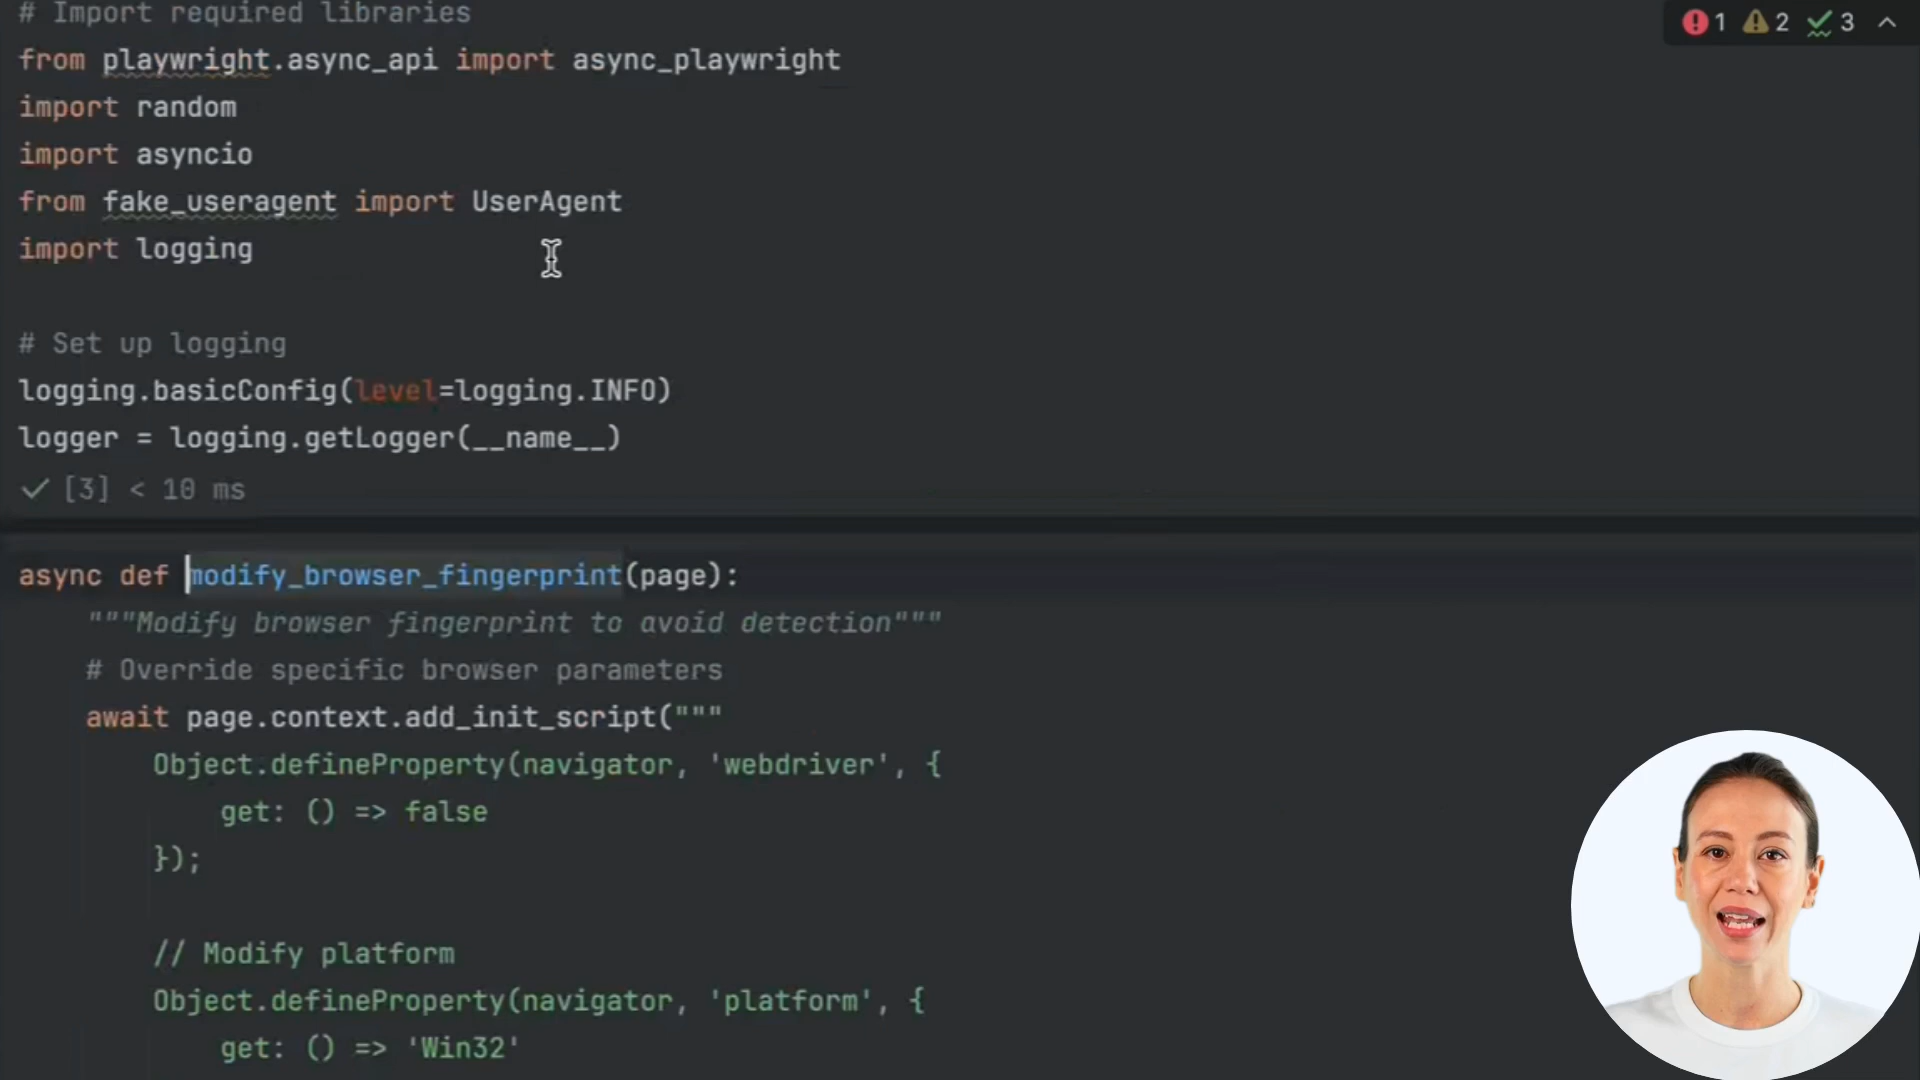 # Import required libraries
1 2 3
from playwright.async_api import async_playwright
import random
import asyncio
from fake_useragent import UserAgent
import logging
# Set up logging
logging.basicConfig(level=logging.INFO)
logger = logging.getLogger(__name__)
[3] < 10 ms
async def modify_browser_fingerprint(page):
"""Modify browser fingerprint to avoid detection"""
# Override specific browser parameters
await page.context.add_init_script("""
Object.defineProperty(navigator, 'webdriver', {
get: () => false
});
// Modify platform
Object.defineProperty(navigator, 'platform', {
get: () => 'Win32'